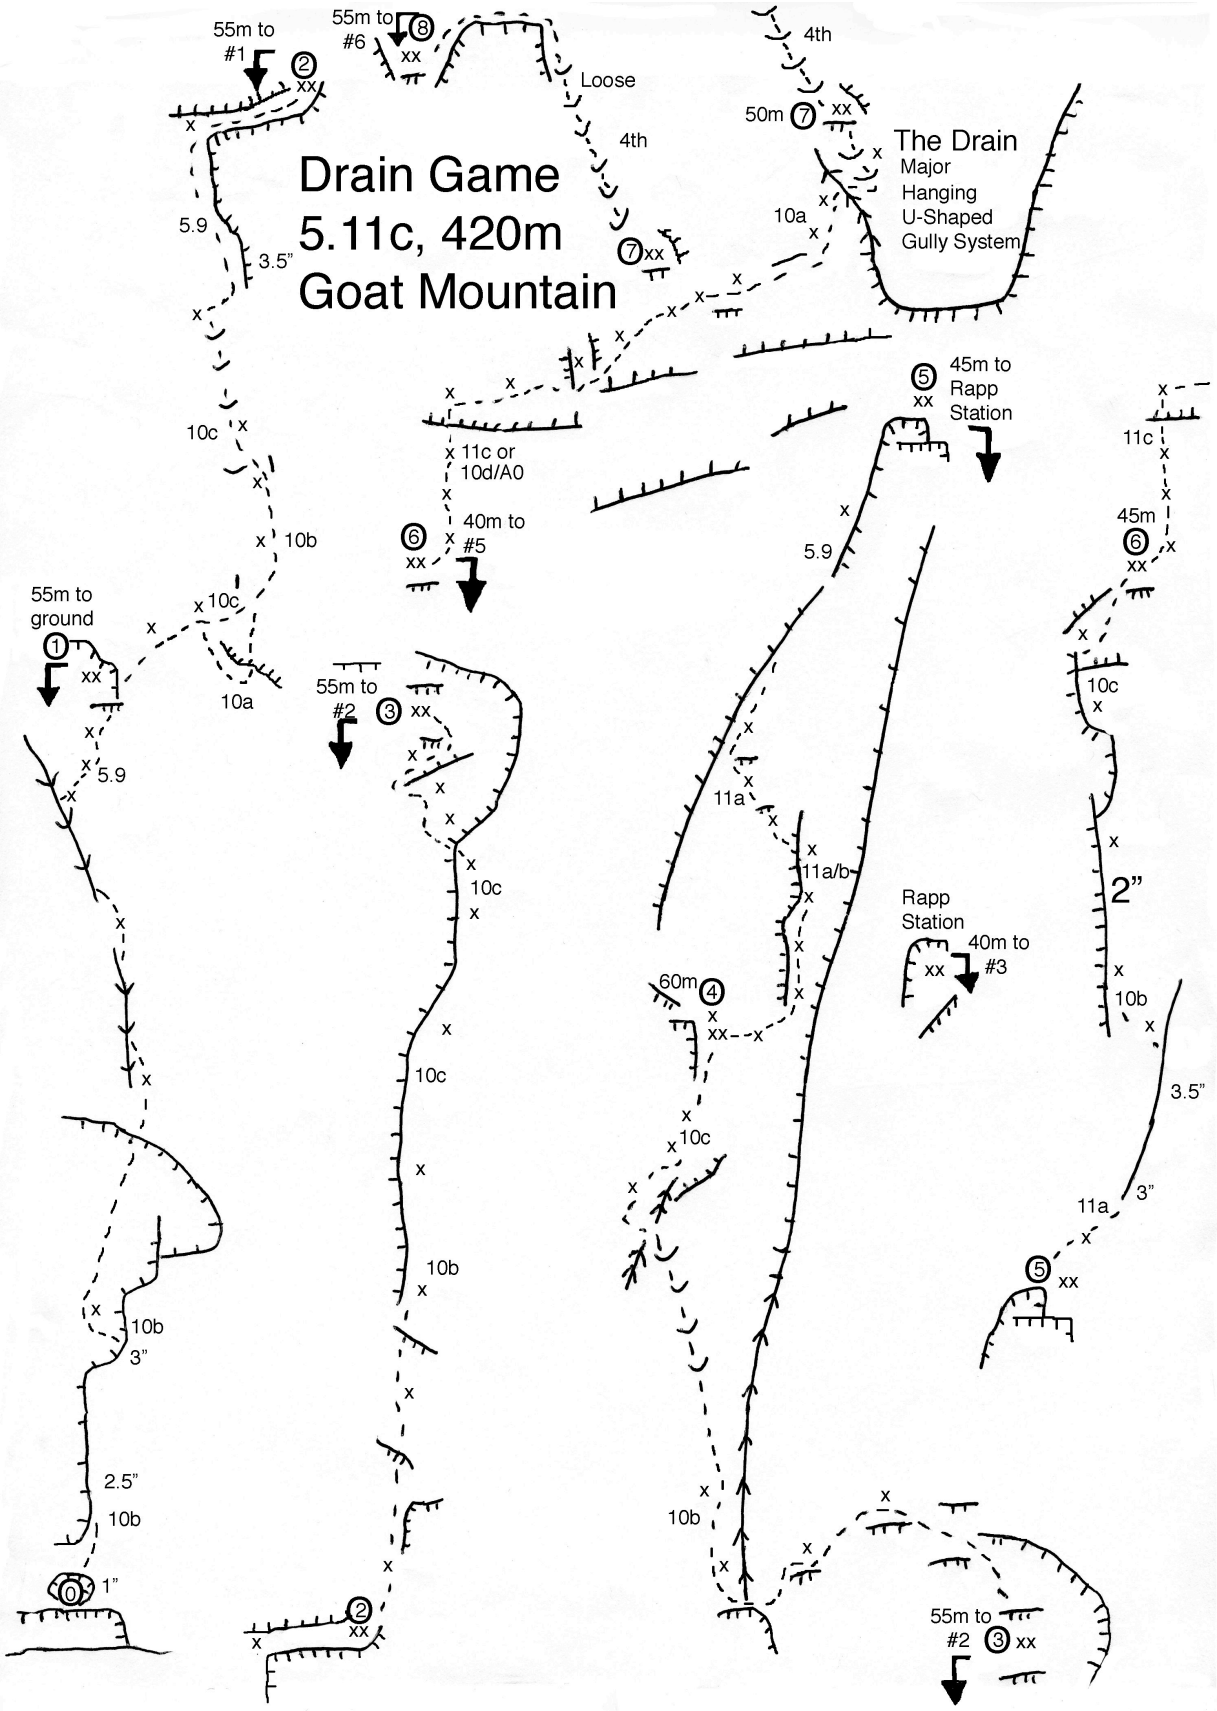 55m to
#1
2
xx
x
5.9
3.5”
x
10c
x
x
x
10b
10c
x
x
10a
55m to
ground
1
xx
x
x
5.9
x
x
x
x
10b
3”
2.5”
10b
0
1”
55m to
#6
8
xx
Loose
4th
7
xx
Drain Game
5.11c, 420m
Goat Mountain
4th
50m
7
xx
x
The Drain
Major
Hanging
U-Shaped
Gully System
x
10a
x
x
x
x
x
x
x
x
x
11c or
10d/A0
x
x
6
xx
40m to
#5
55m to
#2
3
xx
x
x
x
x
10c
x
x
10c
x
10b
x
x
x
2
xx
x
5
xx
45m to
Rapp
Station
x
5.9
x
x
11a
x
x
11a/b
x
x
x
60m
4
x
xx
x
x
10c
x
x
x
10b
x
x
x
55m to
#2
3
xx
Rapp
Station
xx
40m to
#3
x
11c
x
x
45m
6
x
xx
x
10c
x
x
2”
x
10b
x
3.5”
3”
11a
x
5
xx